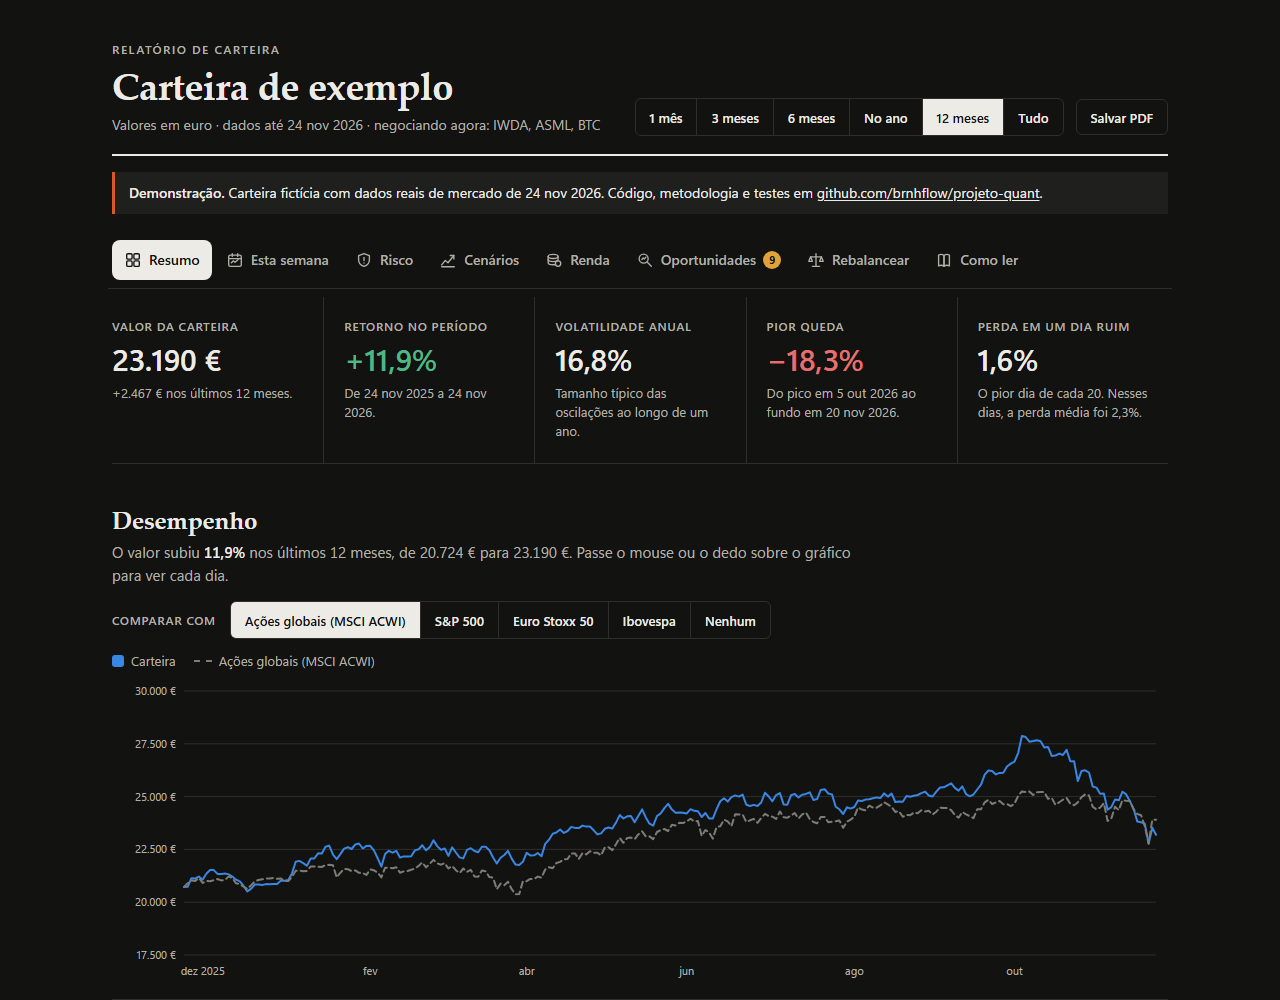 RELATÓRIO DE CARTEIRA
Carteira de exemplo
Valores em euro · dados até 24 nov 2026 · negociando agora: IWDA, ASML, BTC
1 mês 3 meses 6 meses No ano 12 meses Tudo Salvar PDF
Demonstração. Carteira fictícia com dados reais de mercado de 24 nov 2026. Código, metodologia e testes em github.com/brnhflow/projeto-quant.
Resumo Esta semana Risco Cenários Renda Oportunidades 9 Rebalancear Como ler
VALOR DA CARTEIRA
23.190 €
+2.467 € nos últimos 12 meses.
RETORNO NO PERÍODO
+11,9%
De 24 nov 2025 a 24 nov
2026.
VOLATILIDADE ANUAL
16,8%
Tamanho típico das
oscilações ao longo de um
ano.
PIOR QUEDA
−18,3%
Do pico em 5 out 2026 ao
fundo em 20 nov 2026.
PERDA EM UM DIA RUIM
1,6%
O pior dia de cada 20. Nesses
dias, a perda média foi 2,3%.
Desempenho
O valor subiu 11,9% nos últimos 12 meses, de 20.724 € para 23.190 €. Passe o mouse ou o dedo sobre o gráfico
para ver cada dia.
COMPARAR COM Ações globais (MSCI ACWI) S&P 500 Euro Stoxx 50 Ibovespa Nenhum
Carteira Ações globais (MSCI ACWI)
30.000 €
27.500 €
25.000 €
22.500 €
20.000 €
17.500 €
dez 2025 fev abr jun ago out